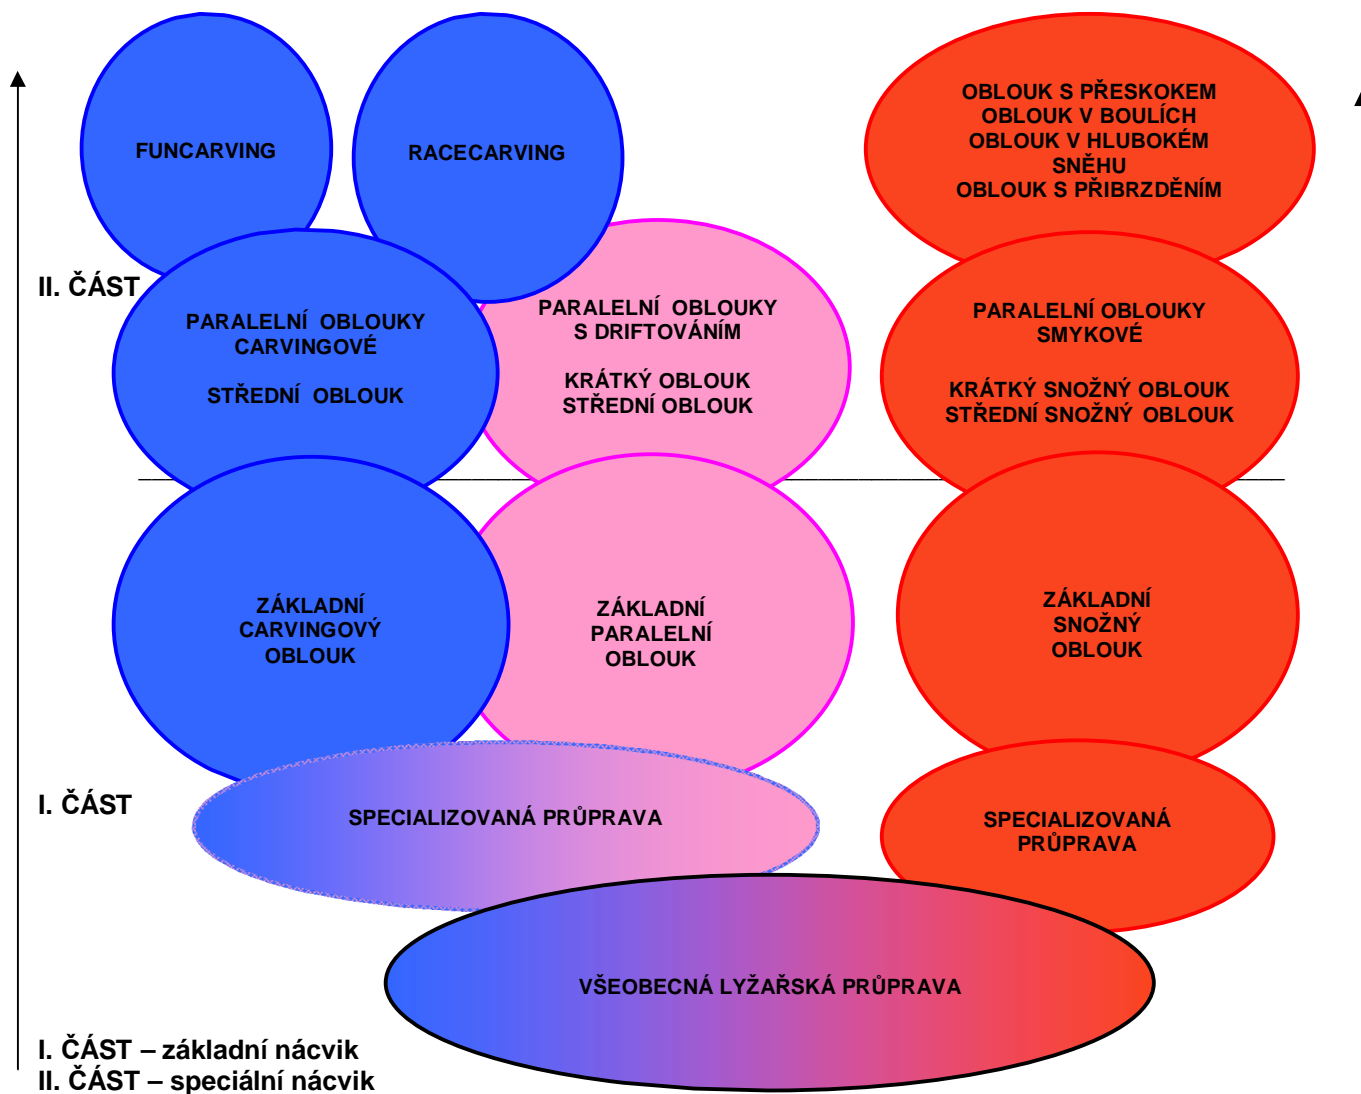 FUNCARVING
RACECARVING
OBLOUK S PŘESKOKEM
OBLOUK V BOULÍCH
OBLOUK V HLUBOKÉM
SNĚHU
OBLOUK S PŘIBRZDĚNÍM
II. ČÁST
PARALELNÍ OBLOUKY
CARVINGOVÉ
STŘEDNÍ OBLOUK
PARALELNÍ OBLOUKY
S DRIFTOVÁNÍM
KRÁTKÝ OBLOUK
STŘEDNÍ OBLOUK
PARALELNÍ OBLOUKY
SMYKOVÉ
KRÁTKÝ SNOŽNÝ OBLOUK
STŘEDNÍ SNOŽNÝ OBLOUK
ZÁKLADNÍ
CARVINGOVÝ
OBLOUK
ZÁKLADNÍ
PARALELNÍ
OBLOUK
ZÁKLADNÍ
SNOŽNÝ
OBLOUK
I. ČÁST
SPECIALIZOVANÁ PRŮPRAVA
SPECIALIZOVANÁ
PRŮPRAVA
VŠEOBECNÁ LYŽAŘSKÁ PRŮPRAVA
I. ČÁST – základní nácvik
II. ČÁST – speciální nácvik